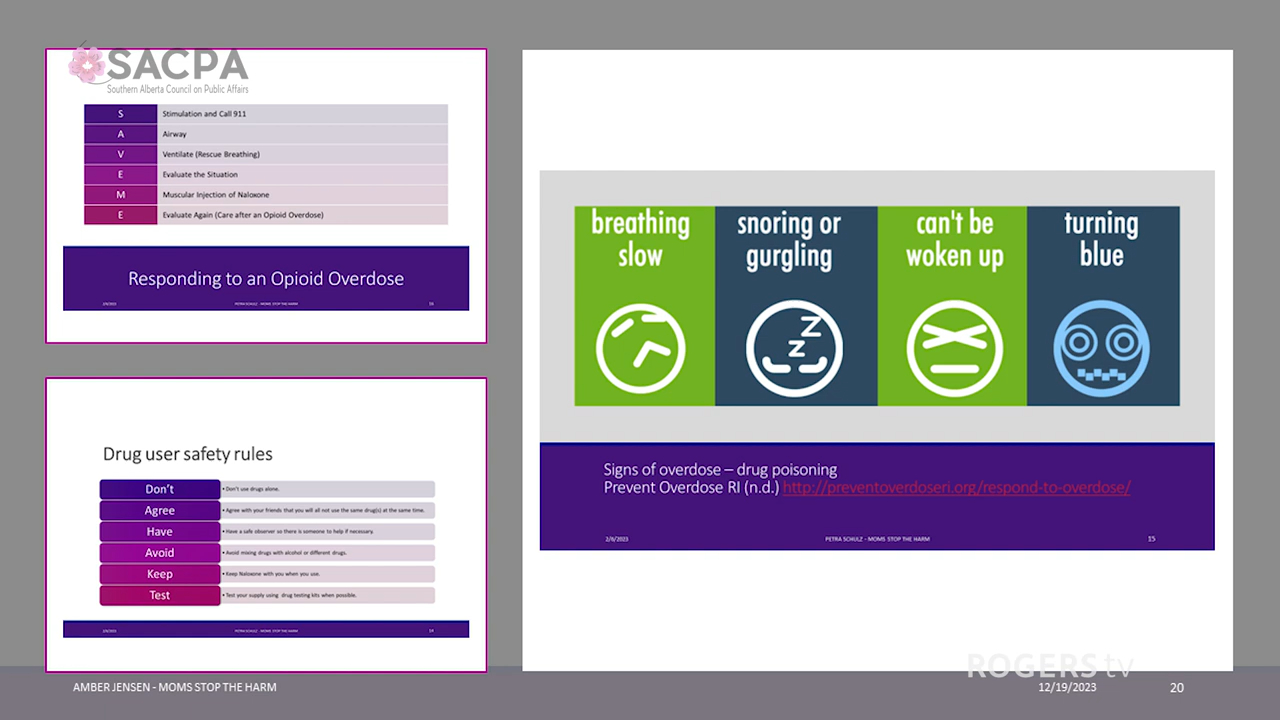 SACPA
Southern Alberta Council on Public Affairs
S Stimulation and Call 911
A Airway
V Ventilate (Rescue Breathing)
E Evaluate the Situation
M Muscular Injection of Naloxone
E Evaluate Again (Care after an Opioid Overdose)
Responding to an Opioid Overdose
PETRA SCHULZ - MOMS STOP THE HARM
Drug user safety rules
Don't • Don't use drugs alone.
Agree • Agree with your friends that you will all not use the same drug(s) at the same time.
Have • Have a safe observer so there is someone to help if necessary.
Avoid • Avoid mixing drugs with alcohol or different drugs.
Keep • Keep Naloxone with you when you use.
Test • Test your supply using drug testing kits when possible.
PETRA SCHULZ - MOMS STOP THE HARM
breathing slow
snoring or gurgling
can't be woken up
turning blue
Signs of overdose – drug poisoning
Prevent Overdose RI (n.d.) http://preventoverdoseri.org/respond-to-overdose/
2/8/2023 PETRA SCHULZ - MOMS STOP THE HARM 15
ROGERS tv
AMBER JENSEN - MOMS STOP THE HARM 12/19/2023 20